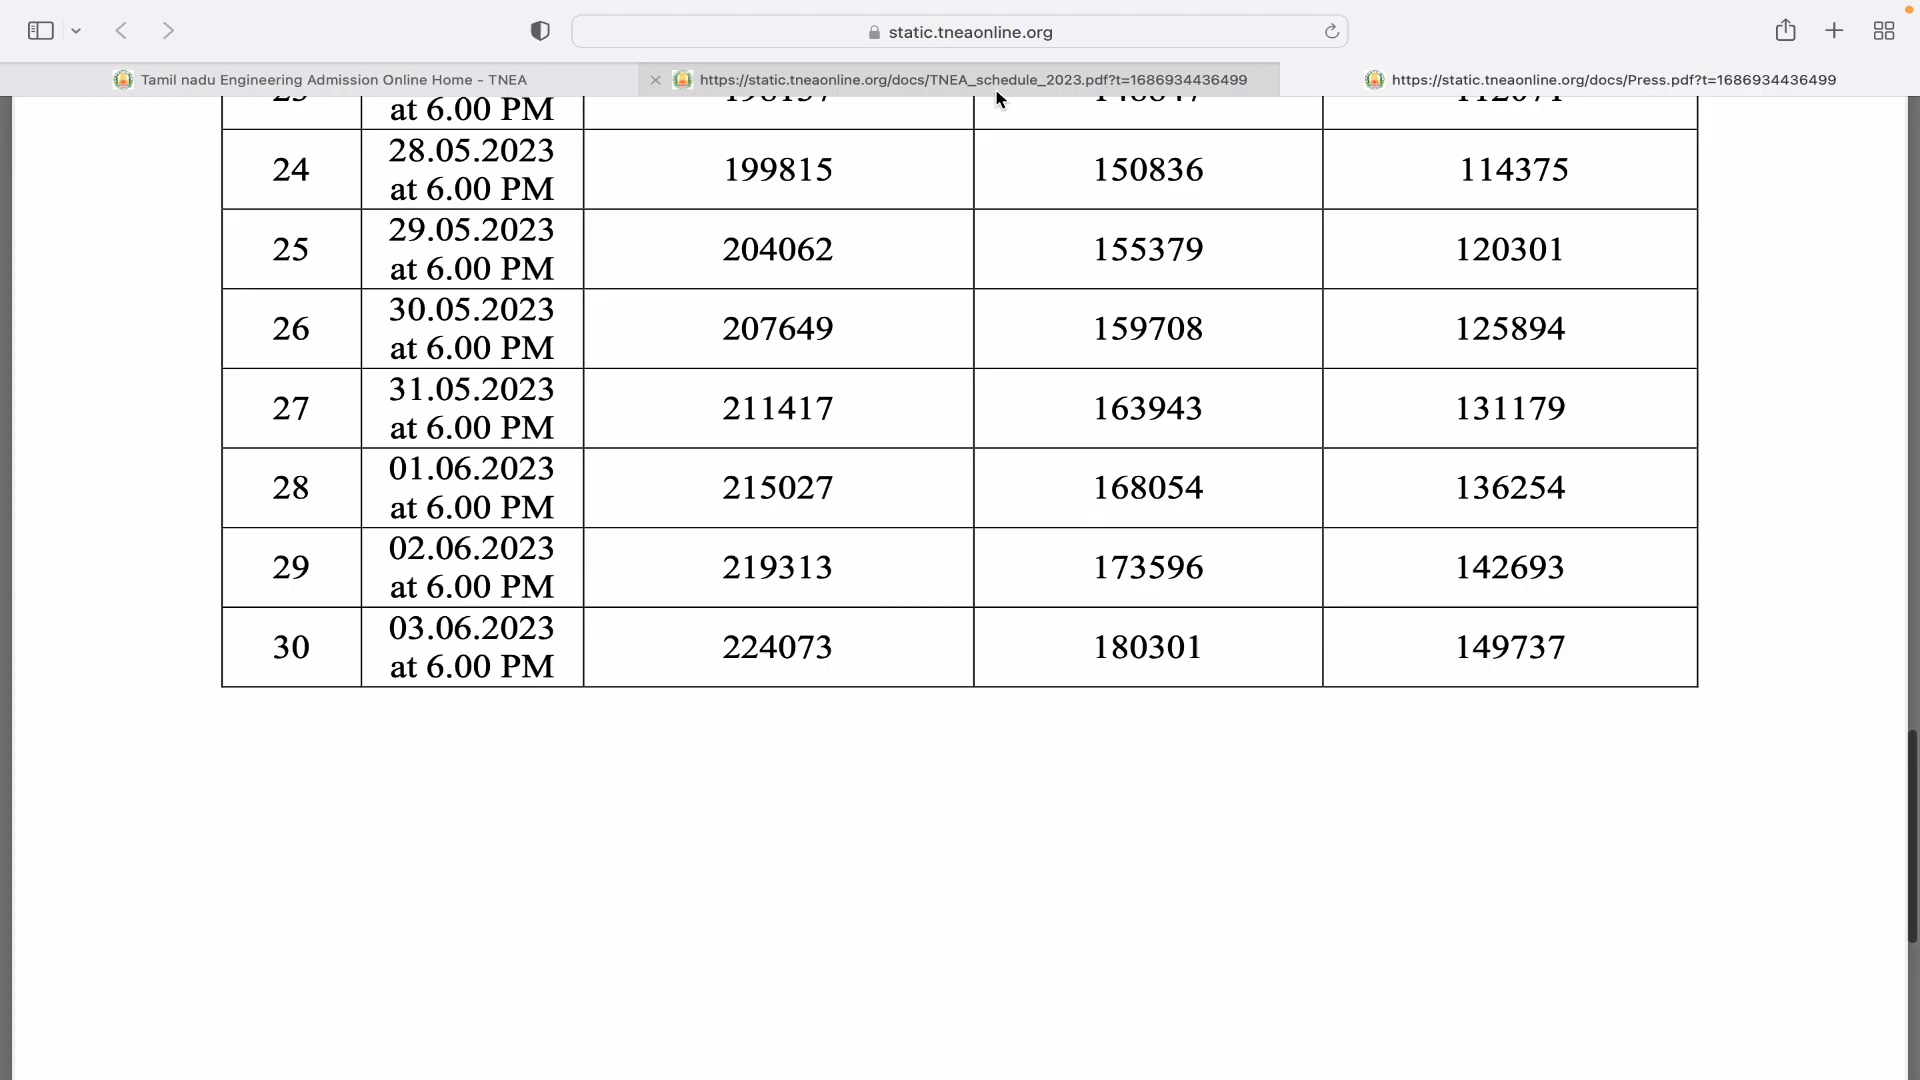 static.tneaonline.org
Tamil nadu Engineering Admission Online Home - TNEA
https://static.tneaonline.org/docs/TNEA_schedule_2023.pdf?t=1686934436499
https://static.tneaonline.org/docs/Press.pdf?t=1686934436499
at 6.00 PM
24 28.05.2023 at 6.00 PM 199815 150836 114375
25 29.05.2023 at 6.00 PM 204062 155379 120301
26 30.05.2023 at 6.00 PM 207649 159708 125894
27 31.05.2023 at 6.00 PM 211417 163943 131179
28 01.06.2023 at 6.00 PM 215027 168054 136254
29 02.06.2023 at 6.00 PM 219313 173596 142693
30 03.06.2023 at 6.00 PM 224073 180301 149737